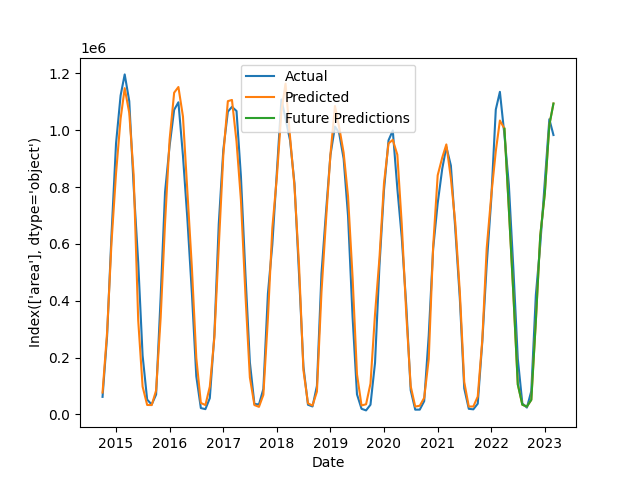 1e6
Actual
Predicted
Future Predictions
1.2
1.0
0.8
0.6
0.4
0.2
0.0
Index(['area'], dtype='object')
2015 2016 2017 2018 2019 2020 2021 2022 2023
Date